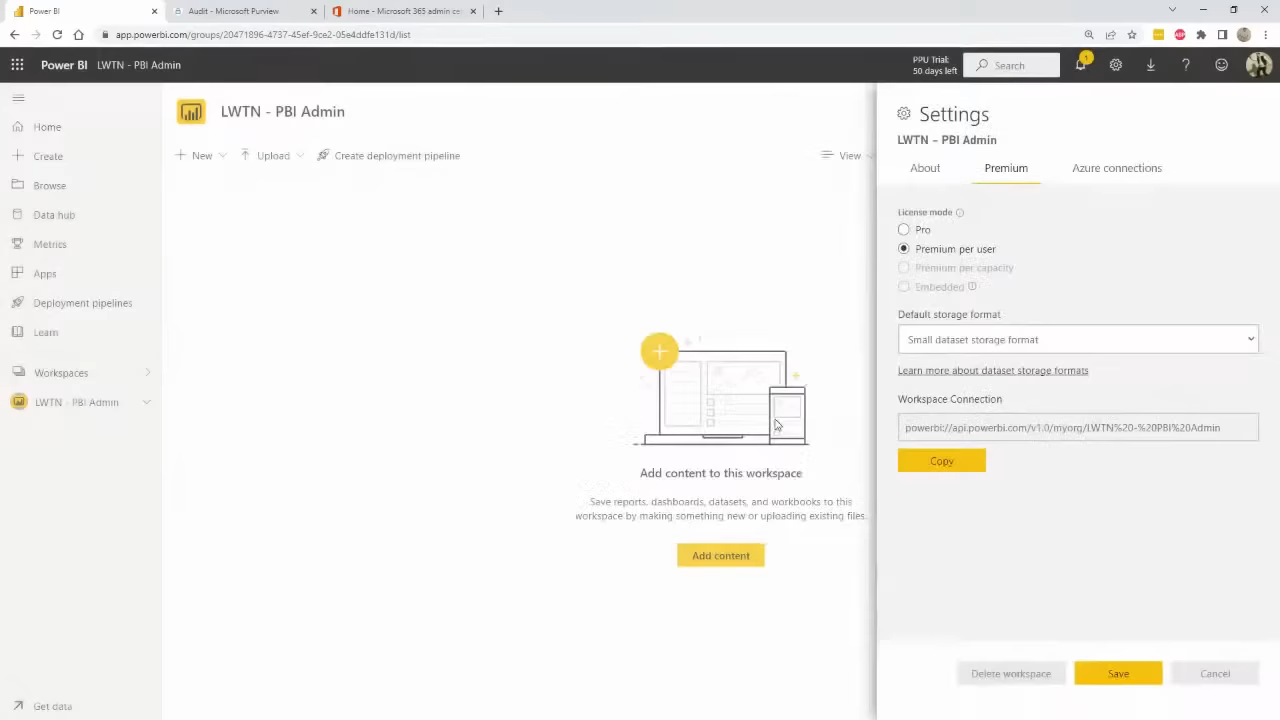 Power BI
Audit - Microsoft Purview
Home - Microsoft 365 admin cen
app.powerbi.com/groups/20471896-4737-45ef-9ce2-05e4ddfe131d/list
Power BI LWTN - PBI Admin
PPU Trial:
50 days left
Search
1
Home
Create
Browse
Data hub
Metrics
Apps
Deployment pipelines
Learn
Workspaces
LWTN - PBI Admin
Get data
LWTN - PBI Admin
New Upload Create deployment pipeline View
Add content to this workspace
Save reports, dashboards, datasets, and workbooks to this
workspace by making something new or uploading existing files.
Add content
Settings
LWTN - PBI Admin
About Premium Azure connections
License mode
Pro
Premium per user
Premium per capacity
Embedded
Default storage format
Small dataset storage format
Learn more about dataset storage formats
Workspace Connection
powerbi://api.powerbi.com/v1.0/myorg/LWTN%20-%20PBI%20Admin
Copy
Delete workspace Save Cancel